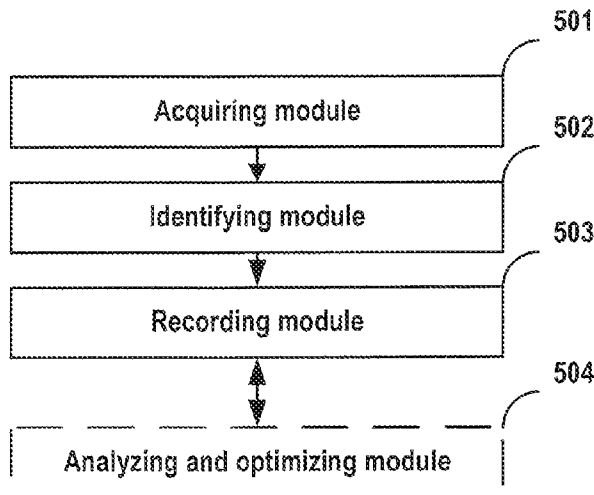 501
Acquiring module
502
Identifying module
503
Recording module
504
Analyzing and optimizing module